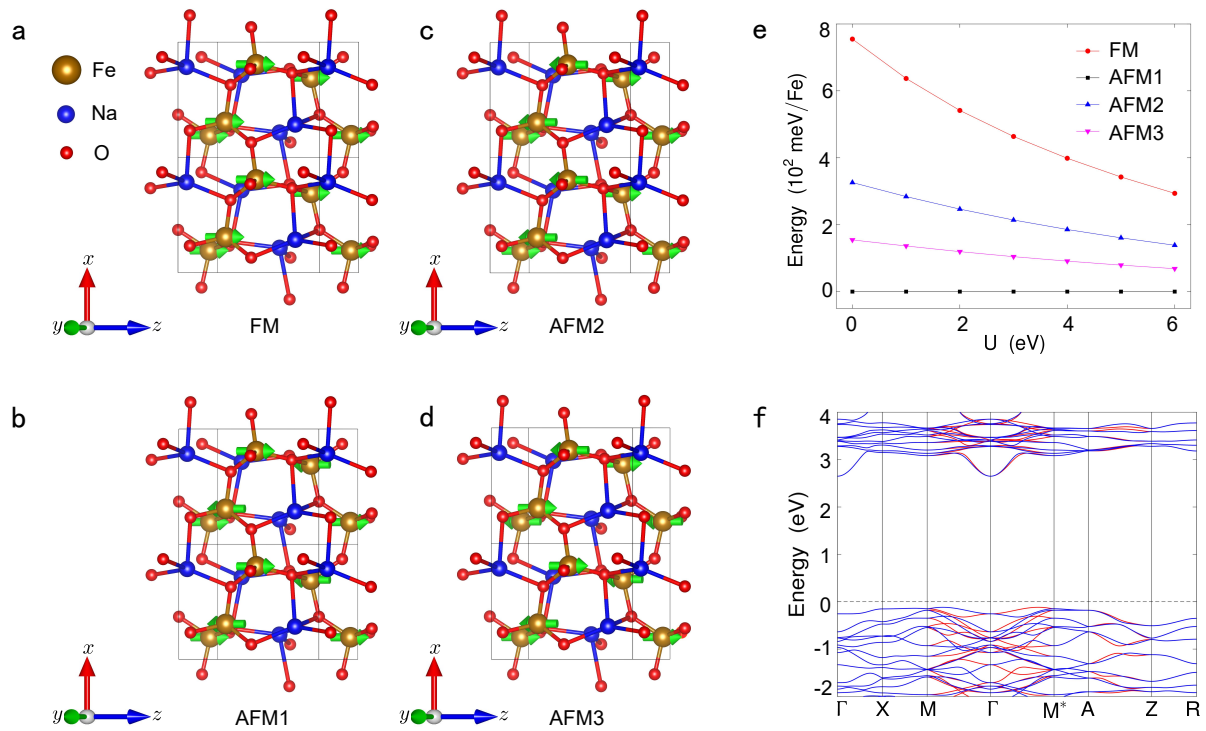 a
Fe
Na
O
x
y
z
FM
c
x
y
z
AFM2
e
Energy (10² meV/Fe)
8
6
4
2
0
0 2 4 6
U (eV)
FM
AFM1
AFM2
AFM3
b
x
y
z
AFM1
d
x
y
z
AFM3
f
Energy (eV)
4
3
2
1
0
-1
-2
Γ X M Γ M* A Z R